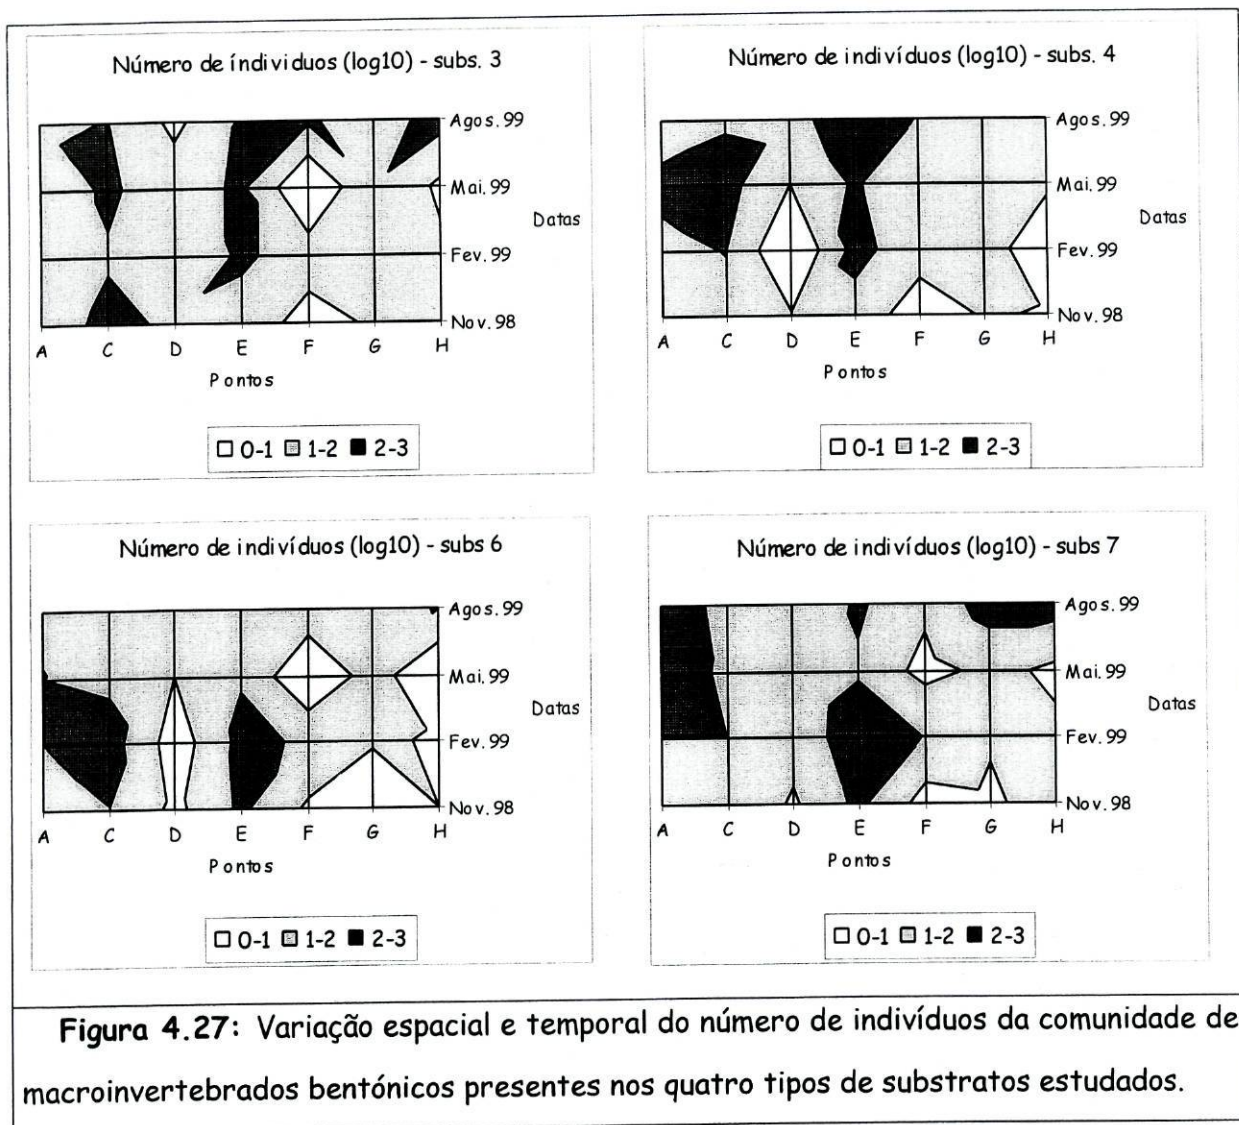 Número de índividuos (log10) - subs. 3
Agos. 99
Mai. 99
Datas
Fev. 99
Nov. 98
A C D E F G H
Pontos
0-1 1-2 2-3
Número de indivíduos (log10) - subs. 4
Agos. 99
Mai. 99
Datas
Fev. 99
Nov. 98
A C D E F G H
Pontos
0-1 1-2 2-3
Número de indivíduos (log10) - subs 6
Agos. 99
Mai. 99
Datas
Fev. 99
Nov. 98
A C D E F G H
Pontos
0-1 1-2 2-3
Número de indivíduos (log10) - subs 7
Agos. 99
Mai. 99
Datas
Fev. 99
Nov. 98
A C D E F G H
Pontos
0-1 1-2 2-3
Figura 4.27: Variação espacial e temporal do número de indivíduos da comunidade de
macroinvertebrados bentónicos presentes nos quatro tipos de substratos estudados.